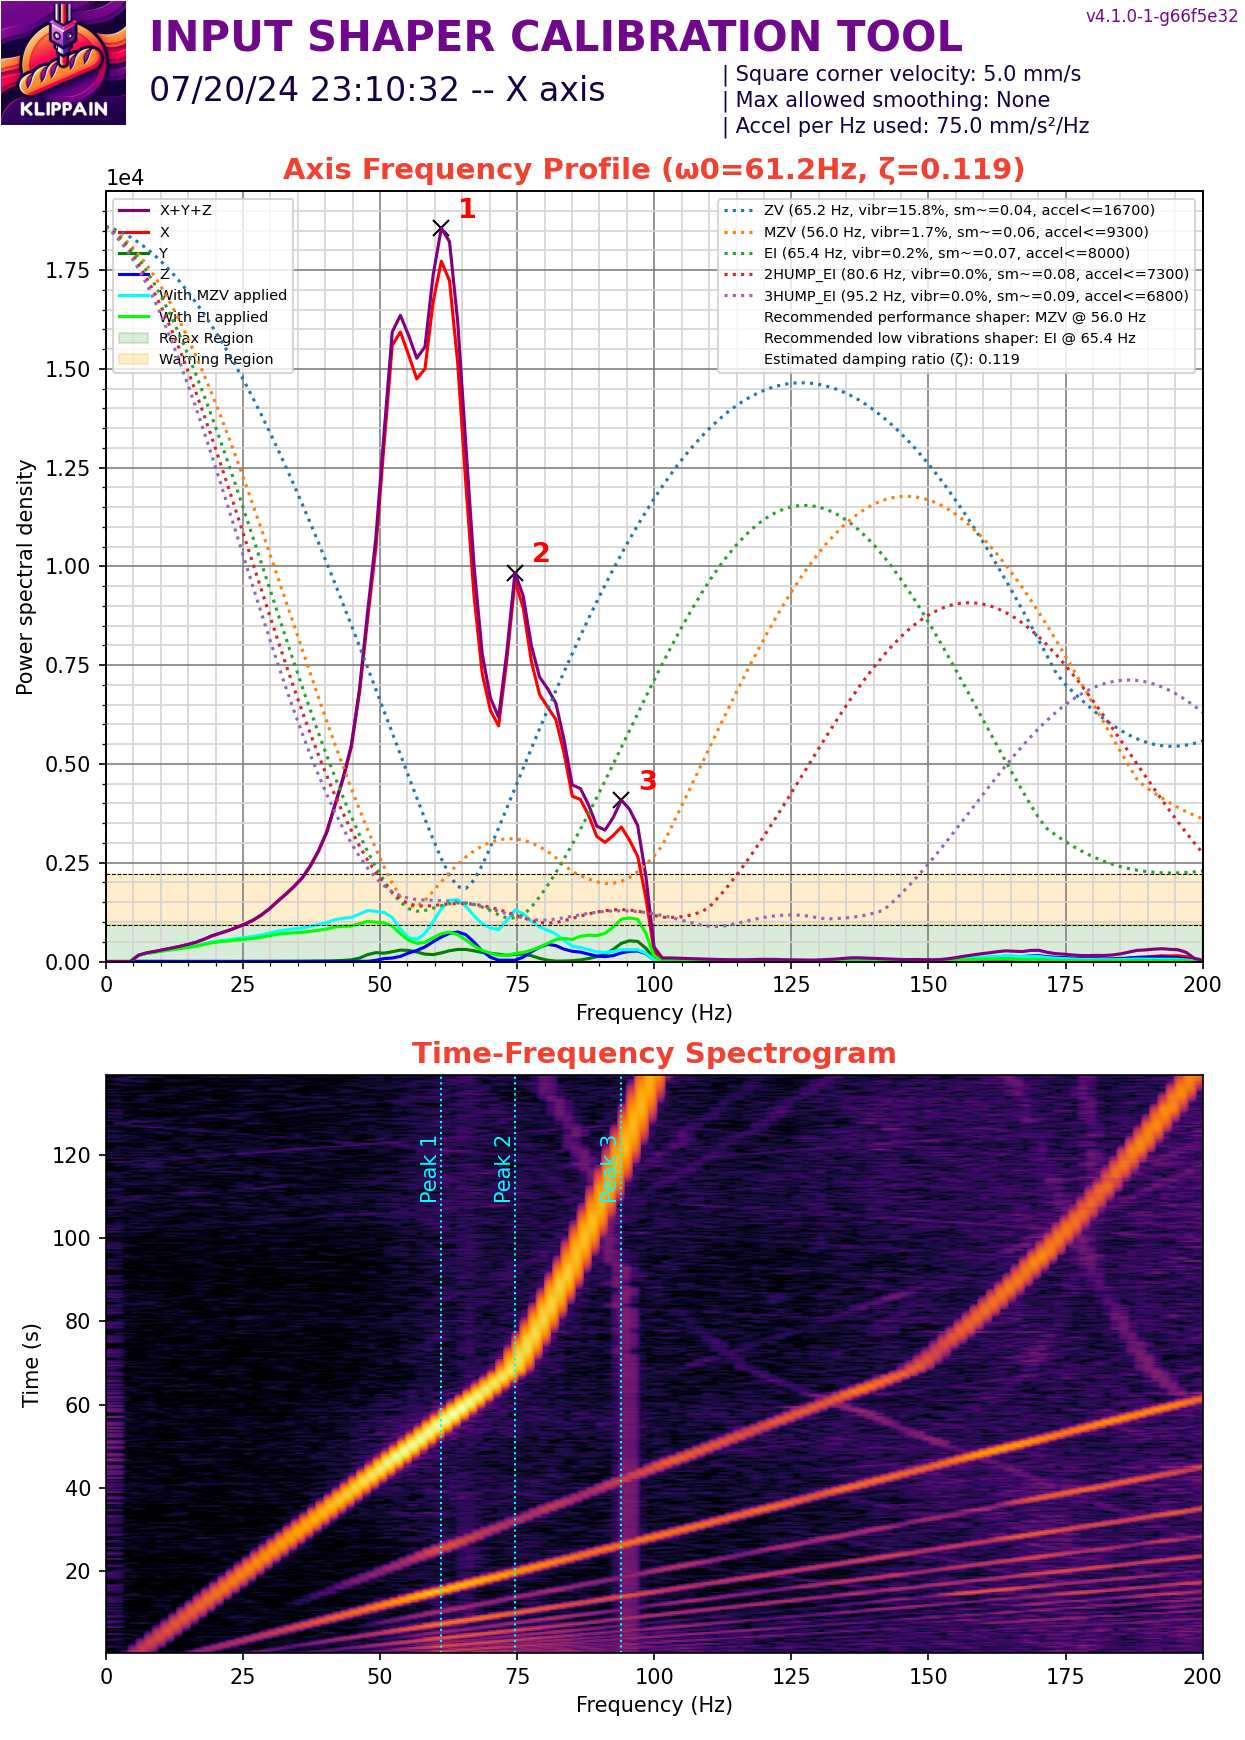 v4.1.0-1-g66f5e32
INPUT SHAPER CALIBRATION TOOL
KLIPPAIN
07/20/24 23:10:32 -- X axis
| Square corner velocity: 5.0 mm/s
| Max allowed smoothing: None
| Accel per Hz used: 75.0 mm/s²/Hz
Axis Frequency Profile (ω0=61.2Hz, ζ=0.119)
1e4
X+Y+Z
X
Y
Z
With MZV applied
With EI applied
Relax Region
Warning Region
ZV (65.2 Hz, vibr=15.8%, sm~=0.04, accel<=16700)
MZV (56.0 Hz, vibr=1.7%, sm~=0.06, accel<=9300)
EI (65.4 Hz, vibr=0.2%, sm~=0.07, accel<=8000)
2HUMP_EI (80.6 Hz, vibr=0.0%, sm~=0.08, accel<=7300)
3HUMP_EI (95.2 Hz, vibr=0.0%, sm~=0.09, accel<=6800)
Recommended performance shaper: MZV @ 56.0 Hz
Recommended low vibrations shaper: EI @ 65.4 Hz
Estimated damping ratio (ζ): 0.119
1
2
3
Power spectral density
1.75
1.50
1.25
1.00
0.75
0.50
0.25
0.00
0 25 50 75 100 125 150 175 200
Frequency (Hz)
Time-Frequency Spectrogram
Peak 1
Peak 2
Peak 3
Time (s)
120
100
80
60
40
20
0 25 50 75 100 125 150 175 200
Frequency (Hz)